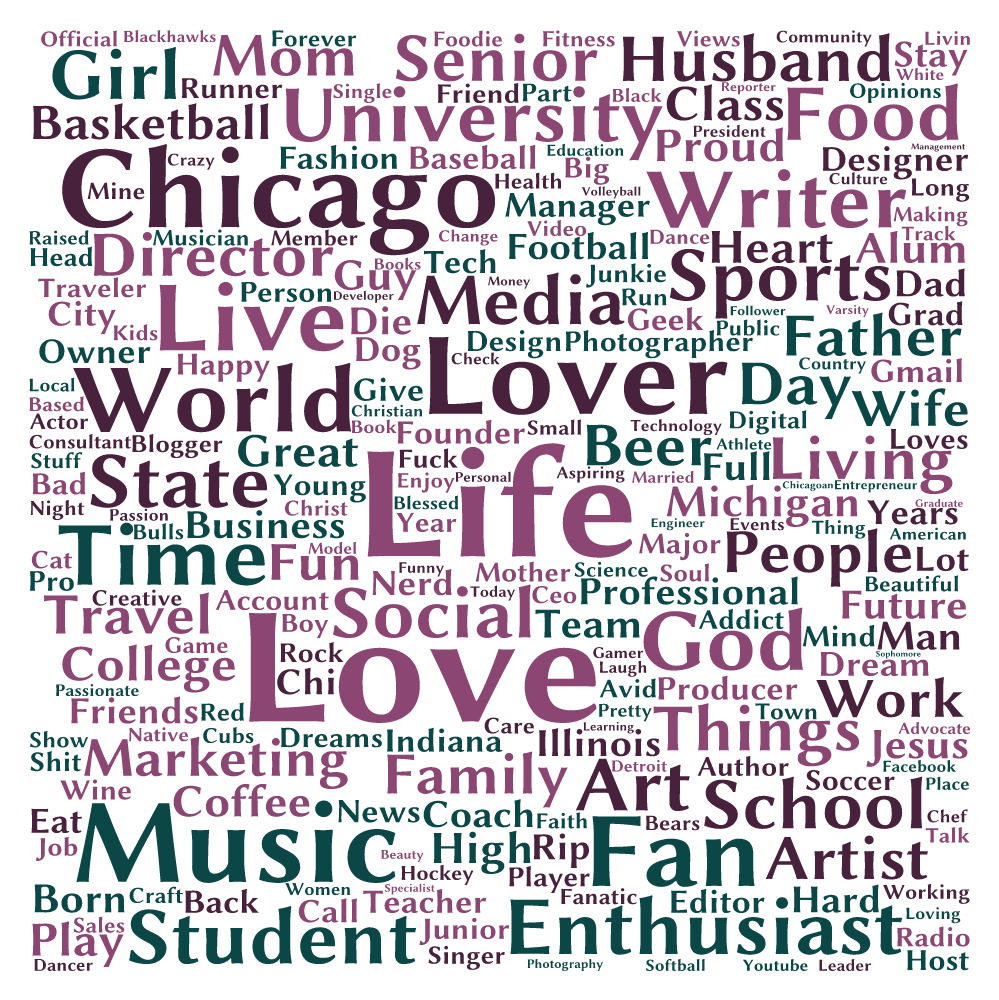 Official Blackhawks Forever Foodie Fitness Views Community Livin
Girl Mom Senior Husband Stay
White
Runner Single Friend Part Black Class Reporter Food Opinions
Basketball University President
Proud Management
Chicago Crazy Fashion Baseball Education Big Designer
Mine Health Volleyball Writer Culture Long
Manager Making
Raised Musician Member Change Video Football Dance Heart Alum Track
Head Director Guy Books Tech Junkie Sports Dad
Traveler Person Developer Media Money Run Follower Varsity Grad
City Kids Live Die Geek Public Father
Owner Happy Dog Check Design Photographer Country Gmail
Local World Give Lover Day Wife
Based Christian
Actor Book Founder Small Technology Digital
Consultant Blogger Great Beer Athlete Loves
Stuff State Fuck Life Full Living
Bad Young Enjoy Personal Aspiring Married Chicagoan Entrepreneur
Night Passion Christ Blessed Michigan Years Graduate
Bulls Business Year Engineer Events Thing American
Cat Time Fun Model Major People Lot
Pro Funny Mother Science Soul Beautiful
Creative Account Nerd Today Ceo Professional Future
Travel Boy Social Team God Addict Mind Man
College Game Rock Love Gamer Sophomore
Chi Laugh Dream
Passionate Avid Producer Work
Friends Red Pretty Town
Show Native Cubs Dreams Indiana Care Learning Things Advocate
Shit Marketing Illinois Jesus
Wine Family Art Detroit Author Soccer Facebook Place
Coffee School
Eat Music News Coach Faith Fan Bears Chef
Job Beauty High Rip Artist Talk
Hockey Player
Born Craft Back Women Specialist Fanatic Editor Hard Working
Play Sales Student Call Teacher Enthusiast Loving
Junior Radio
Dancer Singer Photography Softball Youtube Leader Host